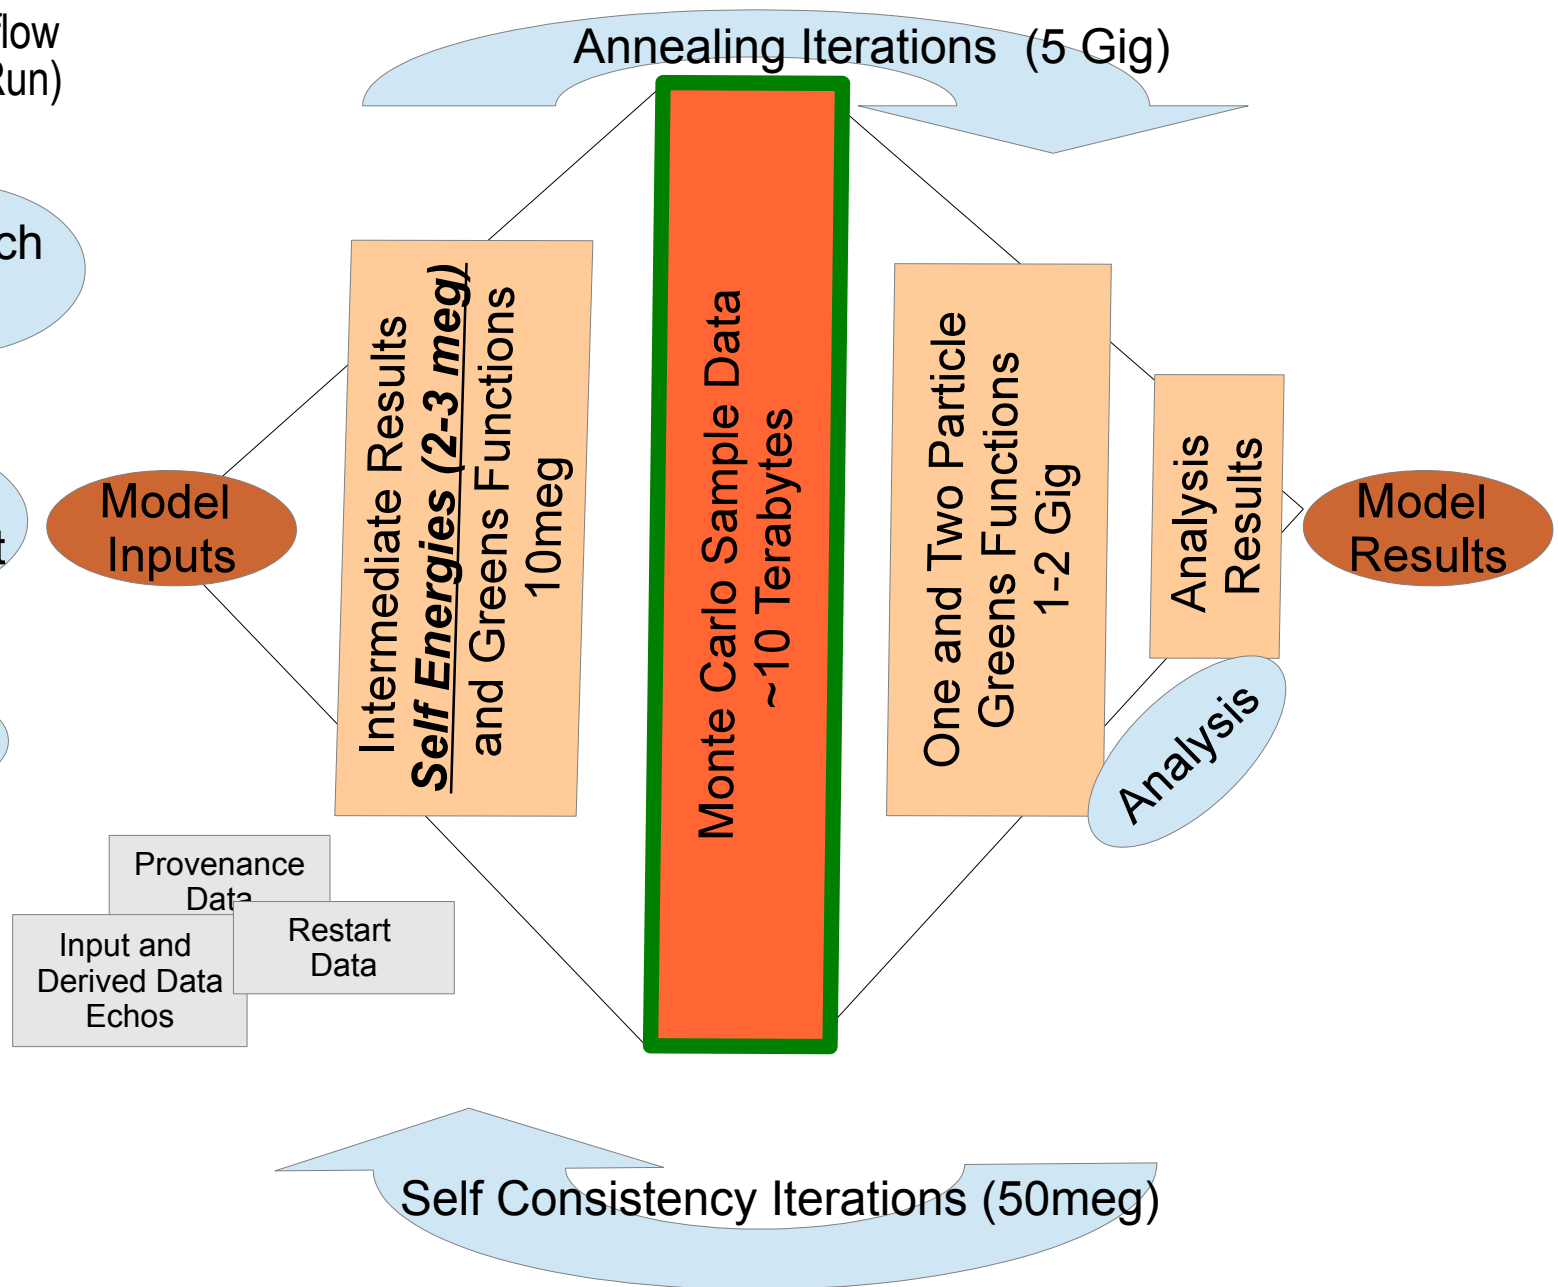 flow
Run)
Annealing Iterations (5 Gig)
ch
t
Model
Inputs
Intermediate Results
Self Energies (2-3 meg)
and Greens Functions
10meg
Monte Carlo Sample Data
~10 Terabytes
One and Two Particle
Greens Functions
1-2 Gig
Analysis
Results
Model
Results
Analysis
Provenance
Data
Input and
Derived Data
Echos
Restart
Data
Self Consistency Iterations (50meg)